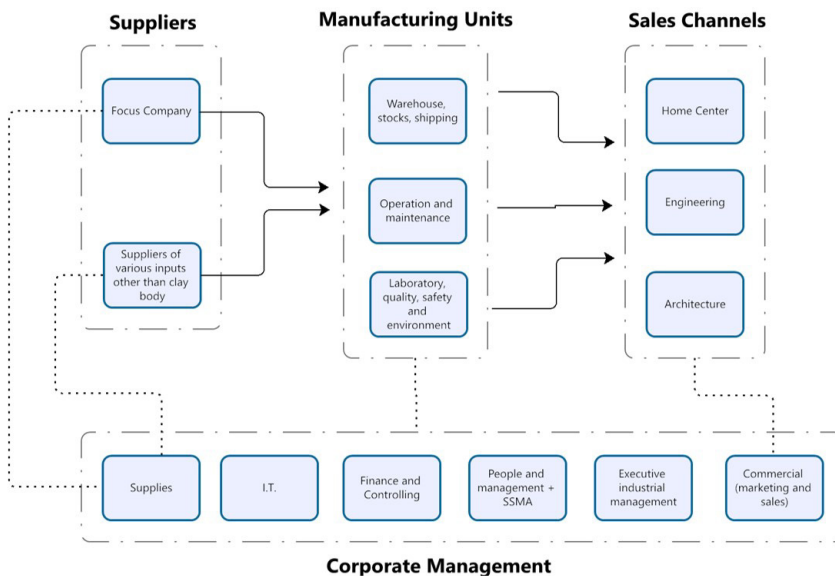 Suppliers
Manufacturing Units
Sales Channels
Focus Company
Warehouse,
stocks, shipping
Home Center
Operation and
maintenance
Engineering
Suppliers of
various inputs
other than clay
body
Laboratory,
quality, safety
and
environment
Architecture
Supplies
I.T.
Finance and
Controlling
People and
management +
SSMA
Executive
industrial
management
Commercial
(marketing and
sales)
Corporate Management